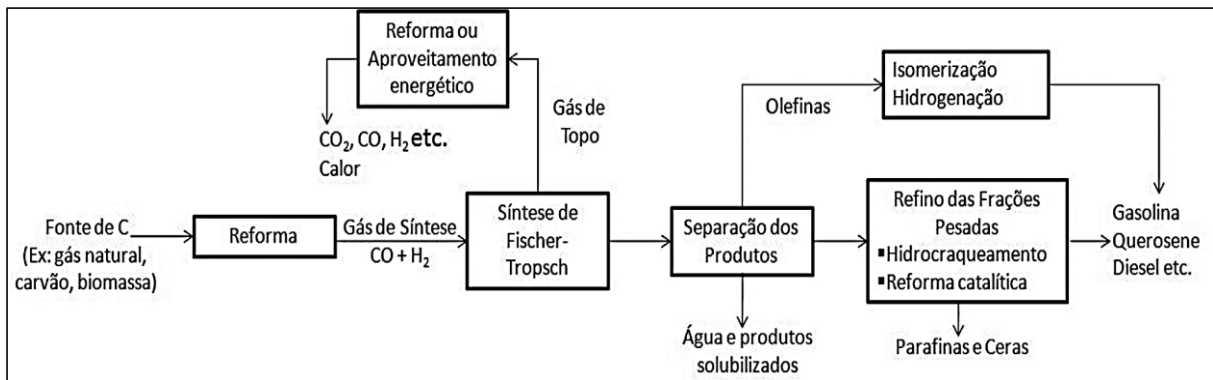 Reforma ou
Aproveitamento
energético
Gás de
Topo
CO₂, CO, H₂ etc.
Calor
Olefinas
Isomerização
Hidrogenação
Fonte de C
(Ex: gás natural,
carvão, biomassa)
Reforma
Gás de Síntese
CO + H₂
Síntese de
Fischer-
Tropsch
Separação dos
Produtos
Água e produtos
solubilizados
Refino das Frações
Pesadas
▪Hidrocraqueamento
▪Reforma catalítica
Parafinas e Ceras
Gasolina
Querosene
Diesel etc.